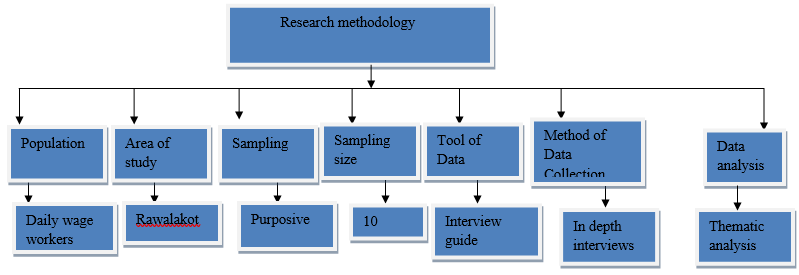 Research methodology
Population
Area of
study
Sampling
Sampling
size
Tool of
Data
Method of
Data
Collection
Data
analysis
Daily wage
workers
Rawalakot
Purposive
10
Interview
guide
In depth
interviews
Thematic
analysis